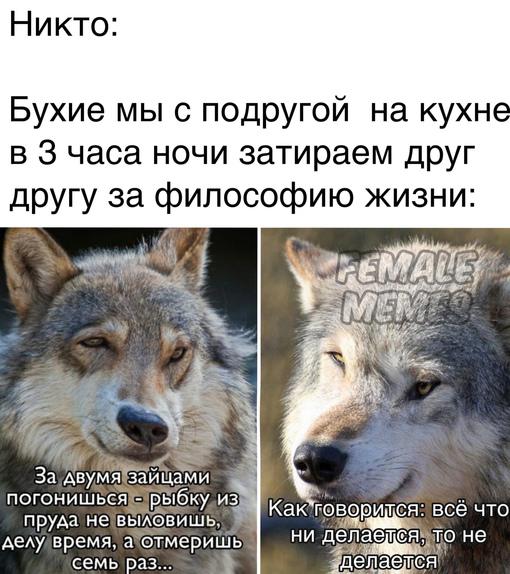 Никто:
Бухие мы с подругой на кухне
в 3 часа ночи затираем друг
другу за философию жизни:
FEMALE
MEMES
За двумя зайцами
погонишься - рыбку из
пруда не выловишь,
делу время, а отмеришь
семь раз...
Как говорится: всё что
ни делается, то не
делается